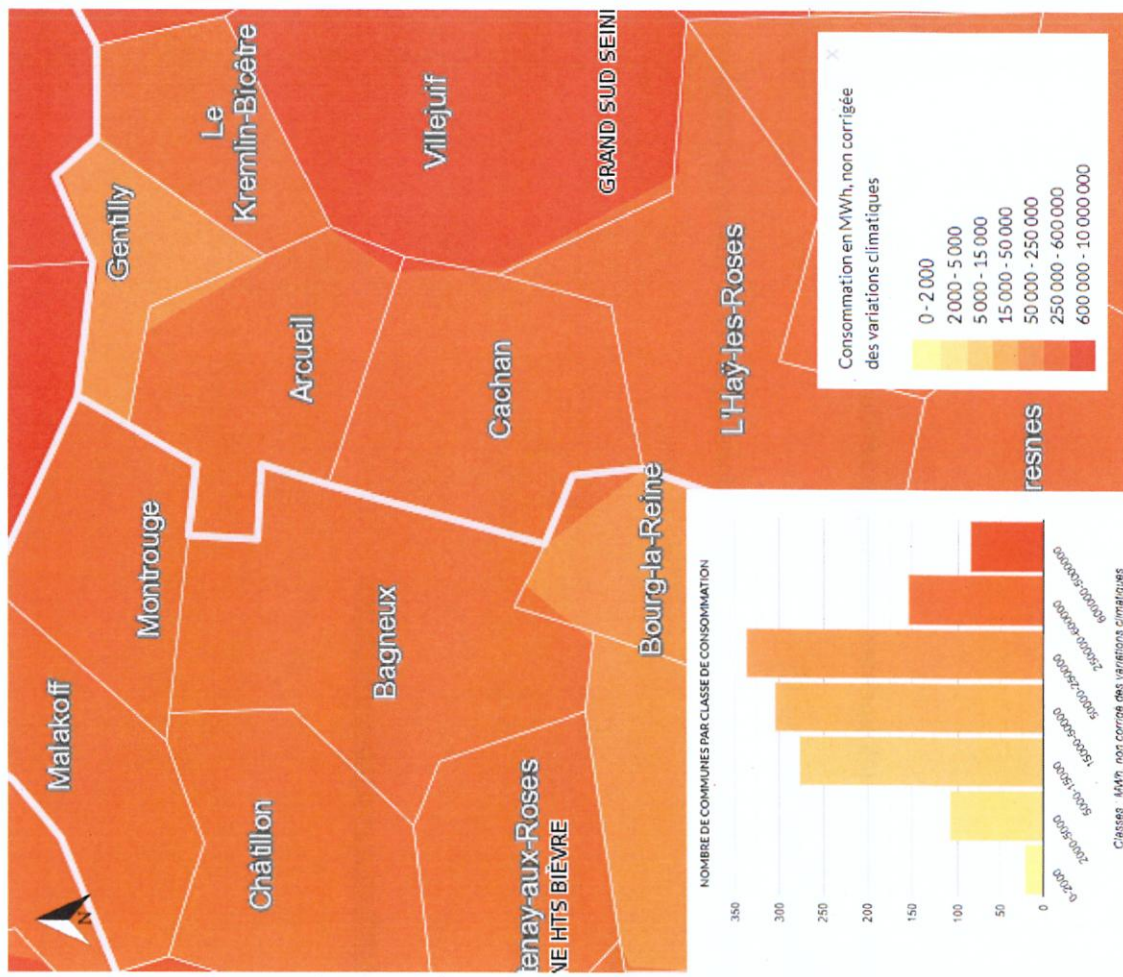 Malakoff
Montrouge
Gentilly
Le
Kremlin-Bicêtre
Châtillon
Bagneux
Arcueil
Villejuif
Cachan
tenay-aux-Roses
NE HTS BIÈVRE
Bourg-la-Reine
GRAND SUD SEIN
L'Haÿ-les-Roses
resnes
N
NOMBRE DE COMMUNES PAR CLASSE DE CONSOMMATION
350
300
250
200
150
100
50
0
0-2000
2000-5000
5000-15000
15000-50000
50000-250000
250000-600000
600000-5000000
Classes : MWh, non corrigé des variations climatiques
Consommation en MWh, non corrigée
des variations climatiques
0 - 2 000
2 000 - 5 000
5 000 - 15 000
15 000 - 50 000
50 000 - 250 000
250 000 - 600 000
600 000 - 10 000 000